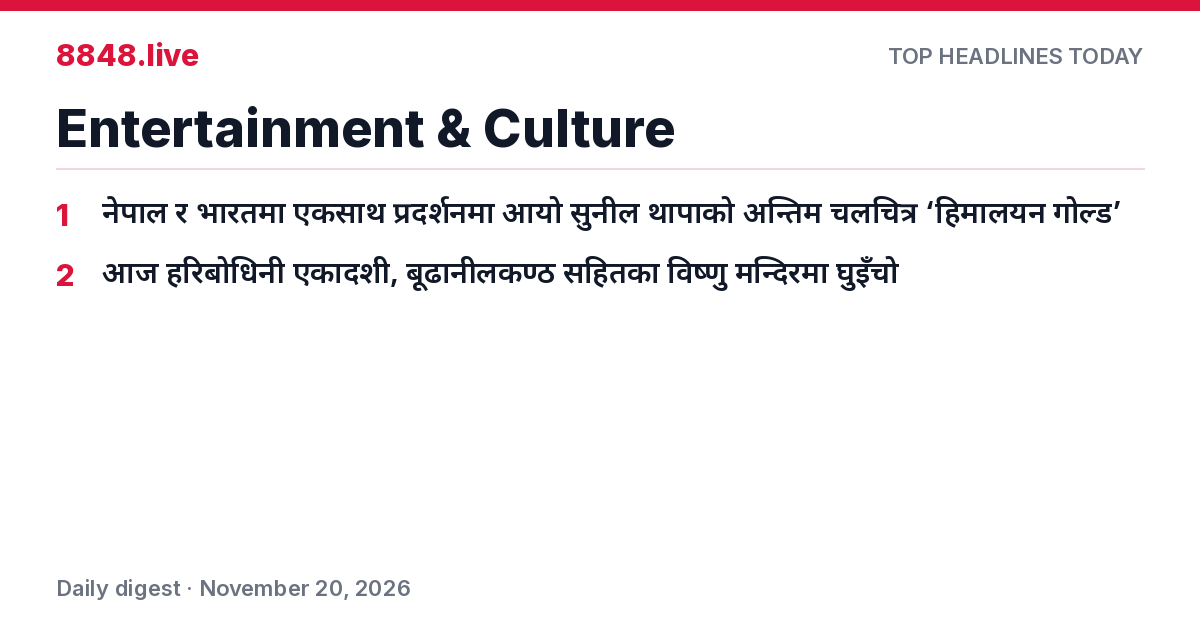 8848.live
TOP HEADLINES TODAY
Entertainment & Culture
1 नेपाल र भारतमा एकसाथ प्रदर्शनमा आयो सुनील थापाको अन्तिम चलचित्र ‘हिमालयन गोल्ड’
2 आज हरिबोधिनी एकादशी, बूढानीलकण्ठ सहितका विष्णु मन्दिरमा घुइँचो
Daily digest · November 20, 2026